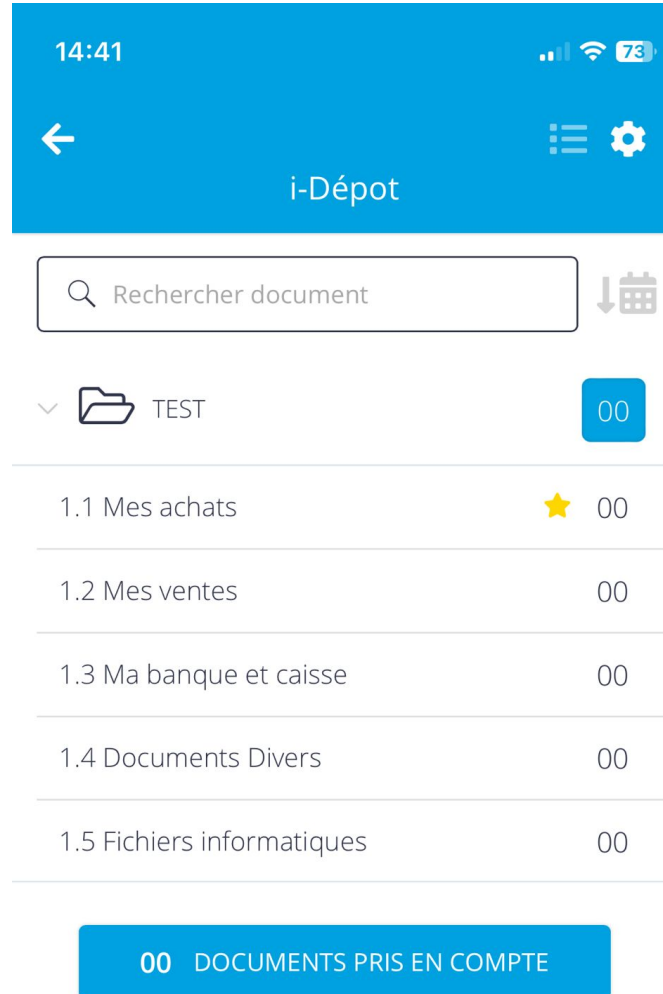 14:41 73
i-Dépot
Rechercher document
TEST 00
1.1 Mes achats 00
1.2 Mes ventes 00
1.3 Ma banque et caisse 00
1.4 Documents Divers 00
1.5 Fichiers informatiques 00
00 DOCUMENTS PRIS EN COMPTE